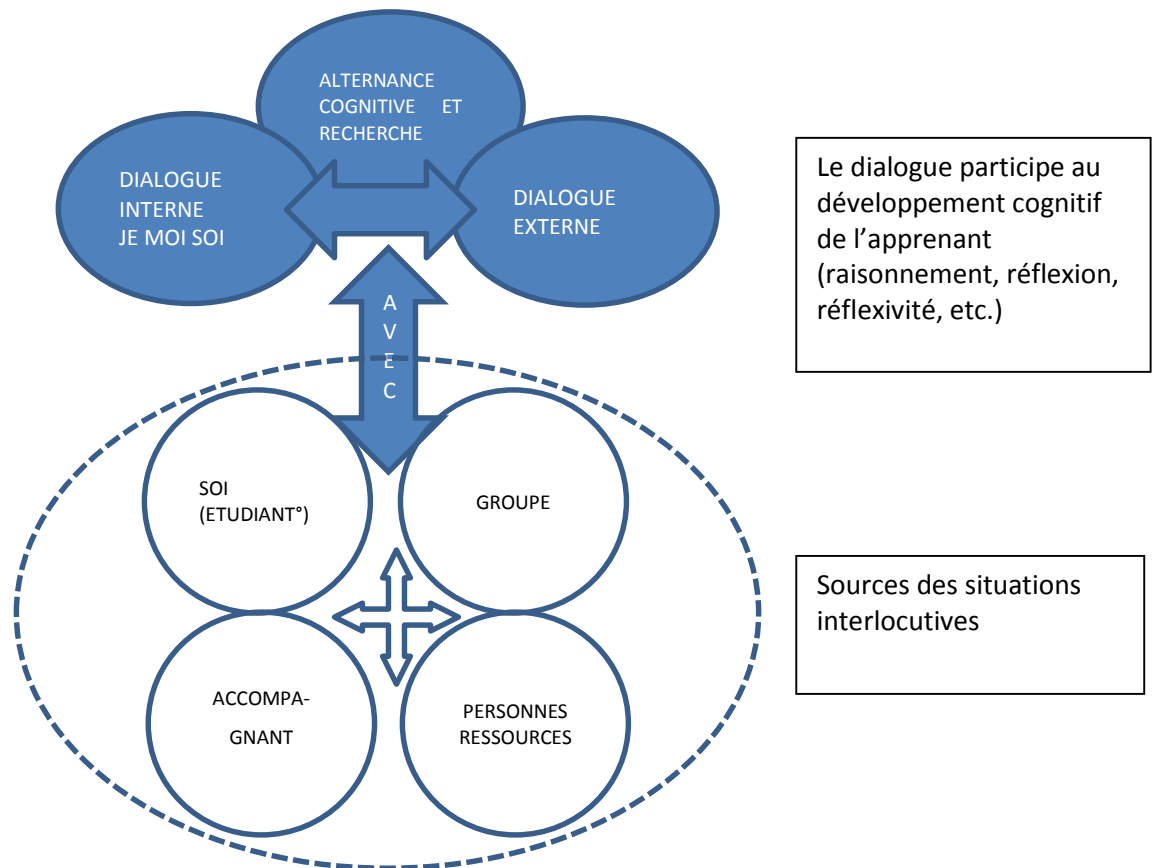 ALTERNANCE
COGNITIVE ET
RECHERCHE
DIALOGUE
INTERNE
JE MOI SOI
DIALOGUE
EXTERNE
Le dialogue participe au
développement cognitif
de l’apprenant
(raisonnement, réflexion,
réflexivité, etc.)
A
V
E
C
SOI
(ETUDIANT°)
GROUPE
ACCOMPA-
GNANT
PERSONNES
RESSOURCES
Sources des situations
interlocutives